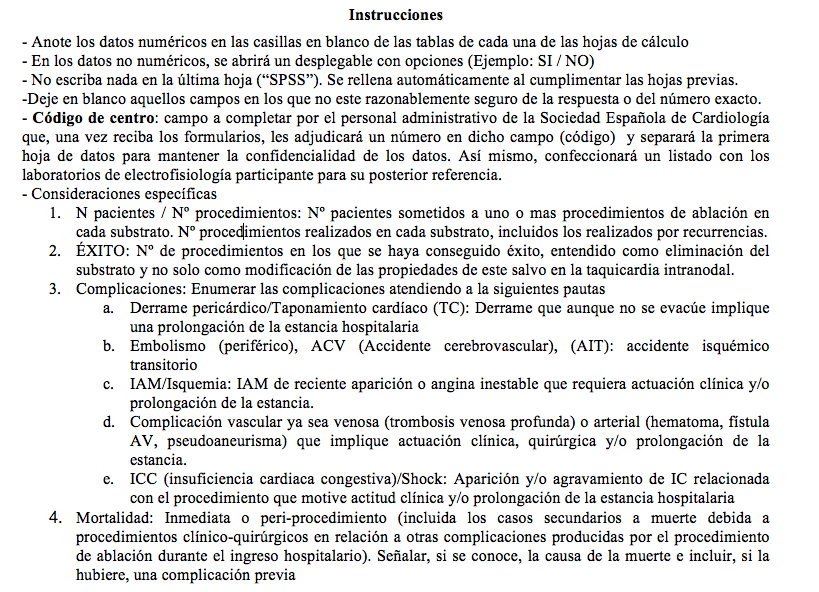 Instrucciones
- Anote los datos numéricos en las casillas en blanco de las tablas de cada una de las hojas de cálculo
- En los datos no numéricos, se abrirá un desplegable con opciones (Ejemplo: SI / NO)
- No escriba nada en la última hoja (“SPSS”). Se rellena automáticamente al cumplimentar las hojas previas.
-Deje en blanco aquellos campos en los que no este razonablemente seguro de la respuesta o del número exacto.
- Código de centro: campo a completar por el personal administrativo de la Sociedad Española de Cardiología
que, una vez reciba los formularios, les adjudicará un número en dicho campo (código) y separará la primera
hoja de datos para mantener la confidencialidad de los datos. Así mismo, confeccionará un listado con los
laboratorios de electrofisiología participante para su posterior referencia.
- Consideraciones específicas
1. N pacientes / Nº procedimientos: Nº pacientes sometidos a uno o mas procedimientos de ablación en
cada substrato. Nº procedimientos realizados en cada substrato, incluidos los realizados por recurrencias.
2. ÉXITO: Nº de procedimientos en los que se haya conseguido éxito, entendido como eliminación del
substrato y no solo como modificación de las propiedades de este salvo en la taquicardia intranodal.
3. Complicaciones: Enumerar las complicaciones atendiendo a la siguientes pautas
a. Derrame pericárdico/Taponamiento cardíaco (TC): Derrame que aunque no se evacúe implique
una prolongación de la estancia hospitalaria
b. Embolismo (periférico), ACV (Accidente cerebrovascular), (AIT): accidente isquémico
transitorio
c. IAM/Isquemia: IAM de reciente aparición o angina inestable que requiera actuación clínica y/o
prolongación de la estancia.
d. Complicación vascular ya sea venosa (trombosis venosa profunda) o arterial (hematoma, fístula
AV, pseudoaneurisma) que implique actuación clínica, quirúrgica y/o prolongación de la
estancia.
e. ICC (insuficiencia cardiaca congestiva)/Shock: Aparición y/o agravamiento de IC relacionada
con el procedimiento que motive actitud clínica y/o prolongación de la estancia hospitalaria
4. Mortalidad: Inmediata o peri-procedimiento (incluida los casos secundarios a muerte debida a
procedimientos clínico-quirúrgicos en relación a otras complicaciones producidas por el procedimiento
de ablación durante el ingreso hospitalario). Señalar, si se conoce, la causa de la muerte e incluir, si la
hubiere, una complicación previa